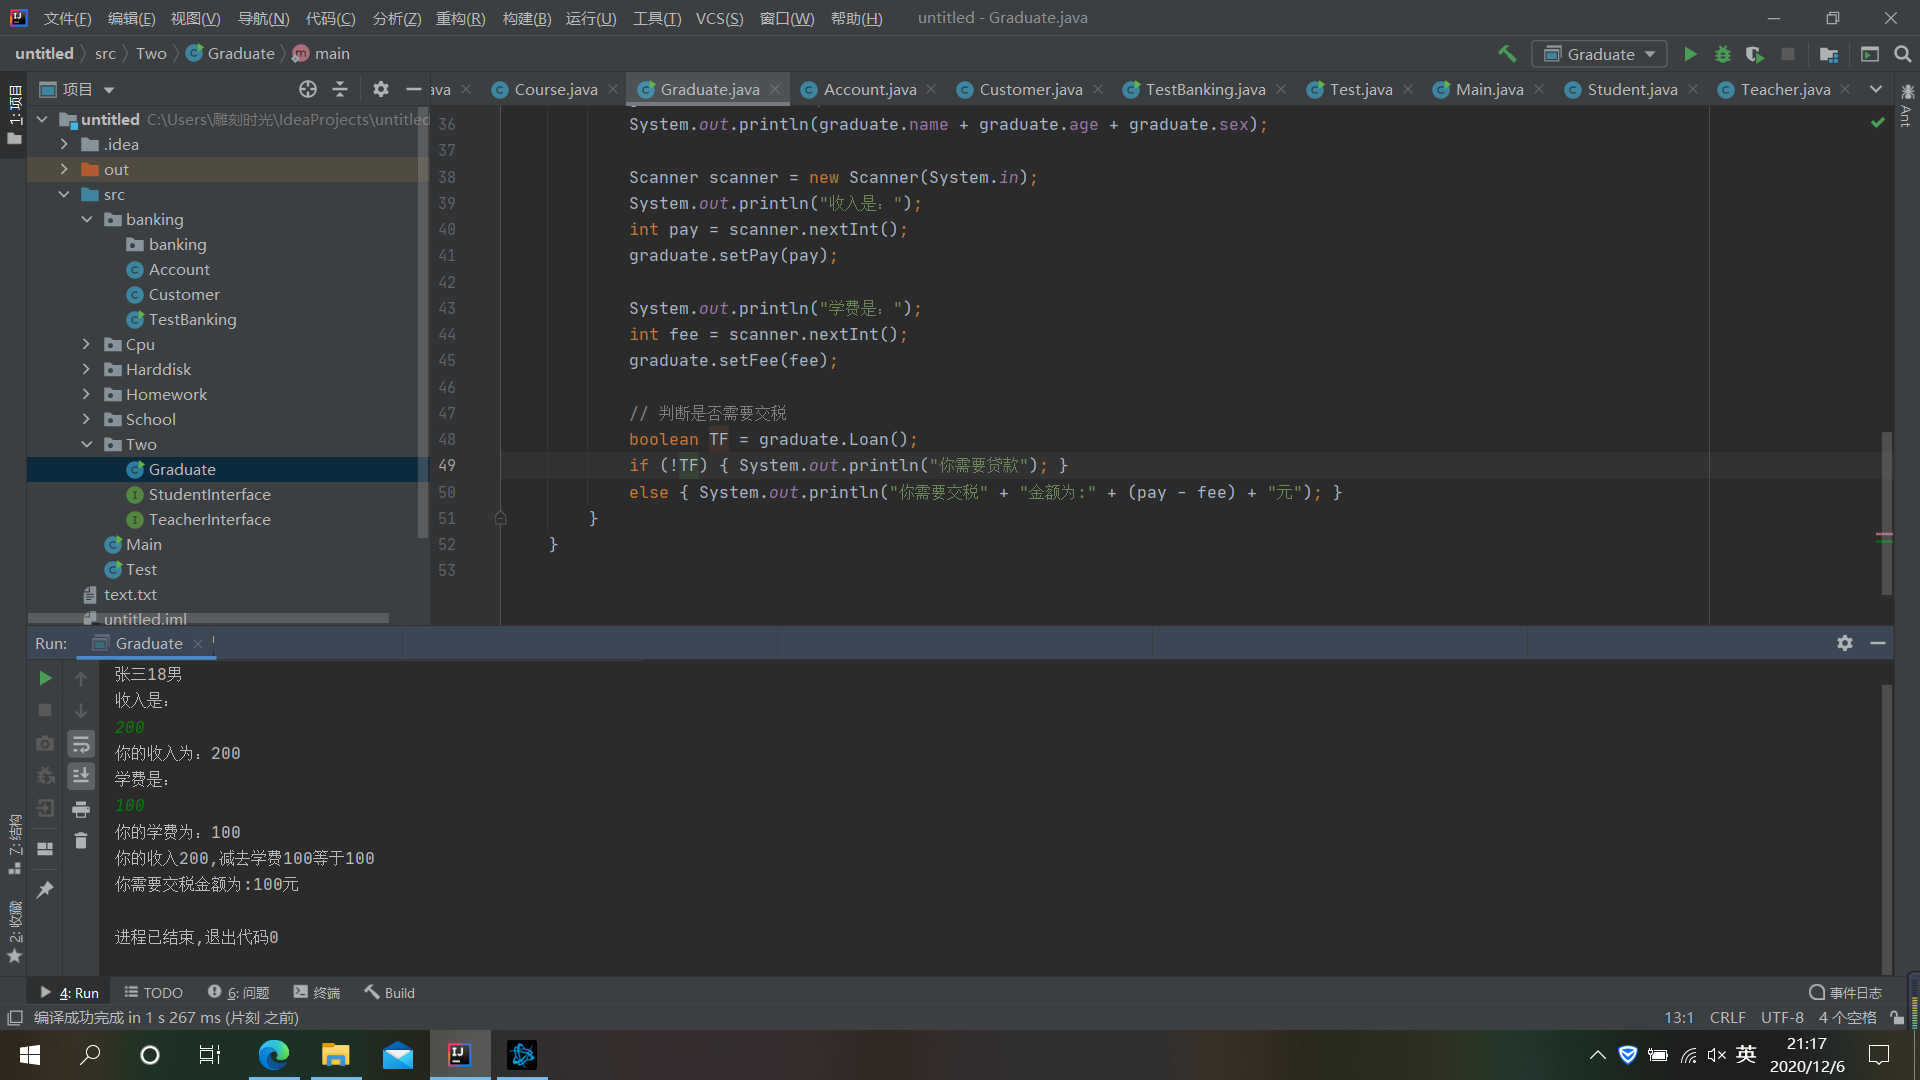 文件(F) 编辑(E) 视图(V) 导航(N) 代码(C) 分析(Z) 重构(R) 构建(B) 运行(U) 工具(T) VCS(S) 窗口(W) 帮助(H) untitled - Graduate.java
untitled src Two Graduate main
Graduate
1: 项目
项目
ava Course.java Graduate.java Account.java Customer.java TestBanking.java Test.java Main.java Student.java Teacher.java
Ant
untitled C:\Users\雕刻时光\IdeaProjects\untitled
.idea
out
src
banking
banking
Account
Customer
TestBanking
Cpu
Harddisk
Homework
School
Two
Graduate
StudentInterface
TeacherInterface
Main
Test
text.txt
untitled.iml
36 System.out.println(graduate.name + graduate.age + graduate.sex);
37
38 Scanner scanner = new Scanner(System.in);
39 System.out.println("收入是：");
40 int pay = scanner.nextInt();
41 graduate.setPay(pay);
42
43 System.out.println("学费是：");
44 int fee = scanner.nextInt();
45 graduate.setFee(fee);
46
47 // 判断是否需要交税
48 boolean TF = graduate.Loan();
49 if (!TF) { System.out.println("你需要贷款"); }
50 else { System.out.println("你需要交税" + "金额为:" + (pay - fee) + "元"); }
51 }
52 }
53
Run: Graduate
张三18男
收入是：
200
你的收入为：200
学费是：
100
你的学费为：100
你的收入200,减去学费100等于100
你需要交税金额为:100元
进程已结束,退出代码0
Z: 结构
2: 收藏
4: Run TODO 6: 问题 终端 Build 事件日志
编译成功完成 in 1 s 267 ms (片刻 之前) 13:1 CRLF UTF-8 4 个空格
英 21:17
2020/12/6